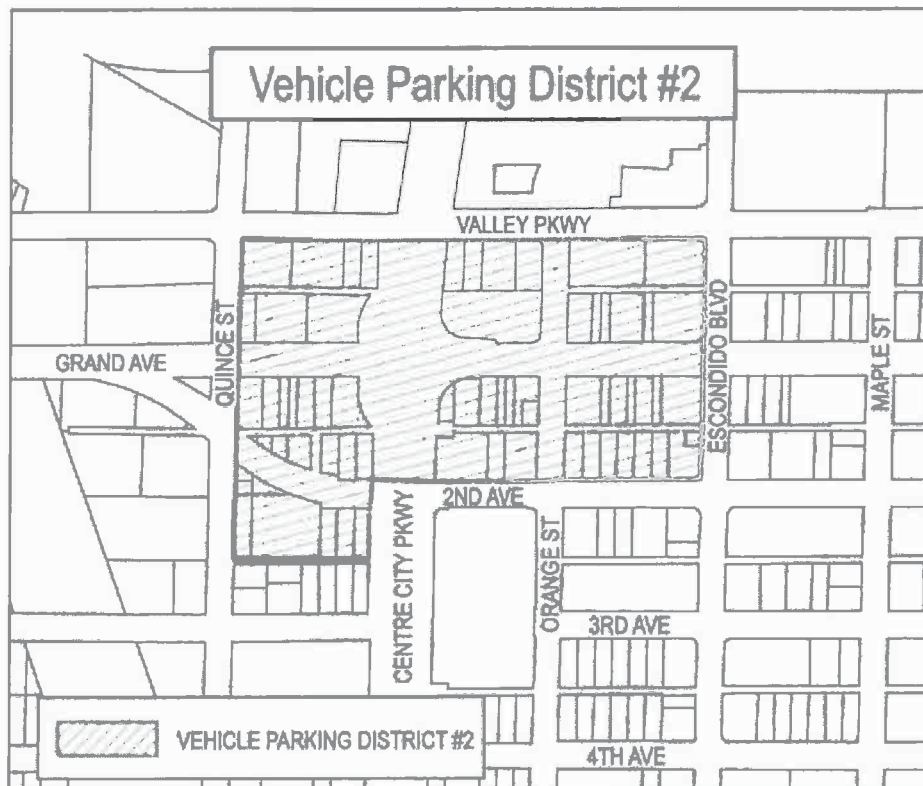 Vehicle Parking District #2
VALLEY PKWY
QUINCE ST
GRAND AVE
ESCONDIDO BLVD
MAPLE ST
2ND AVE
CENTRE CITY PKWY
ORANGE ST
3RD AVE
VEHICLE PARKING DISTRICT #2
4TH AVE